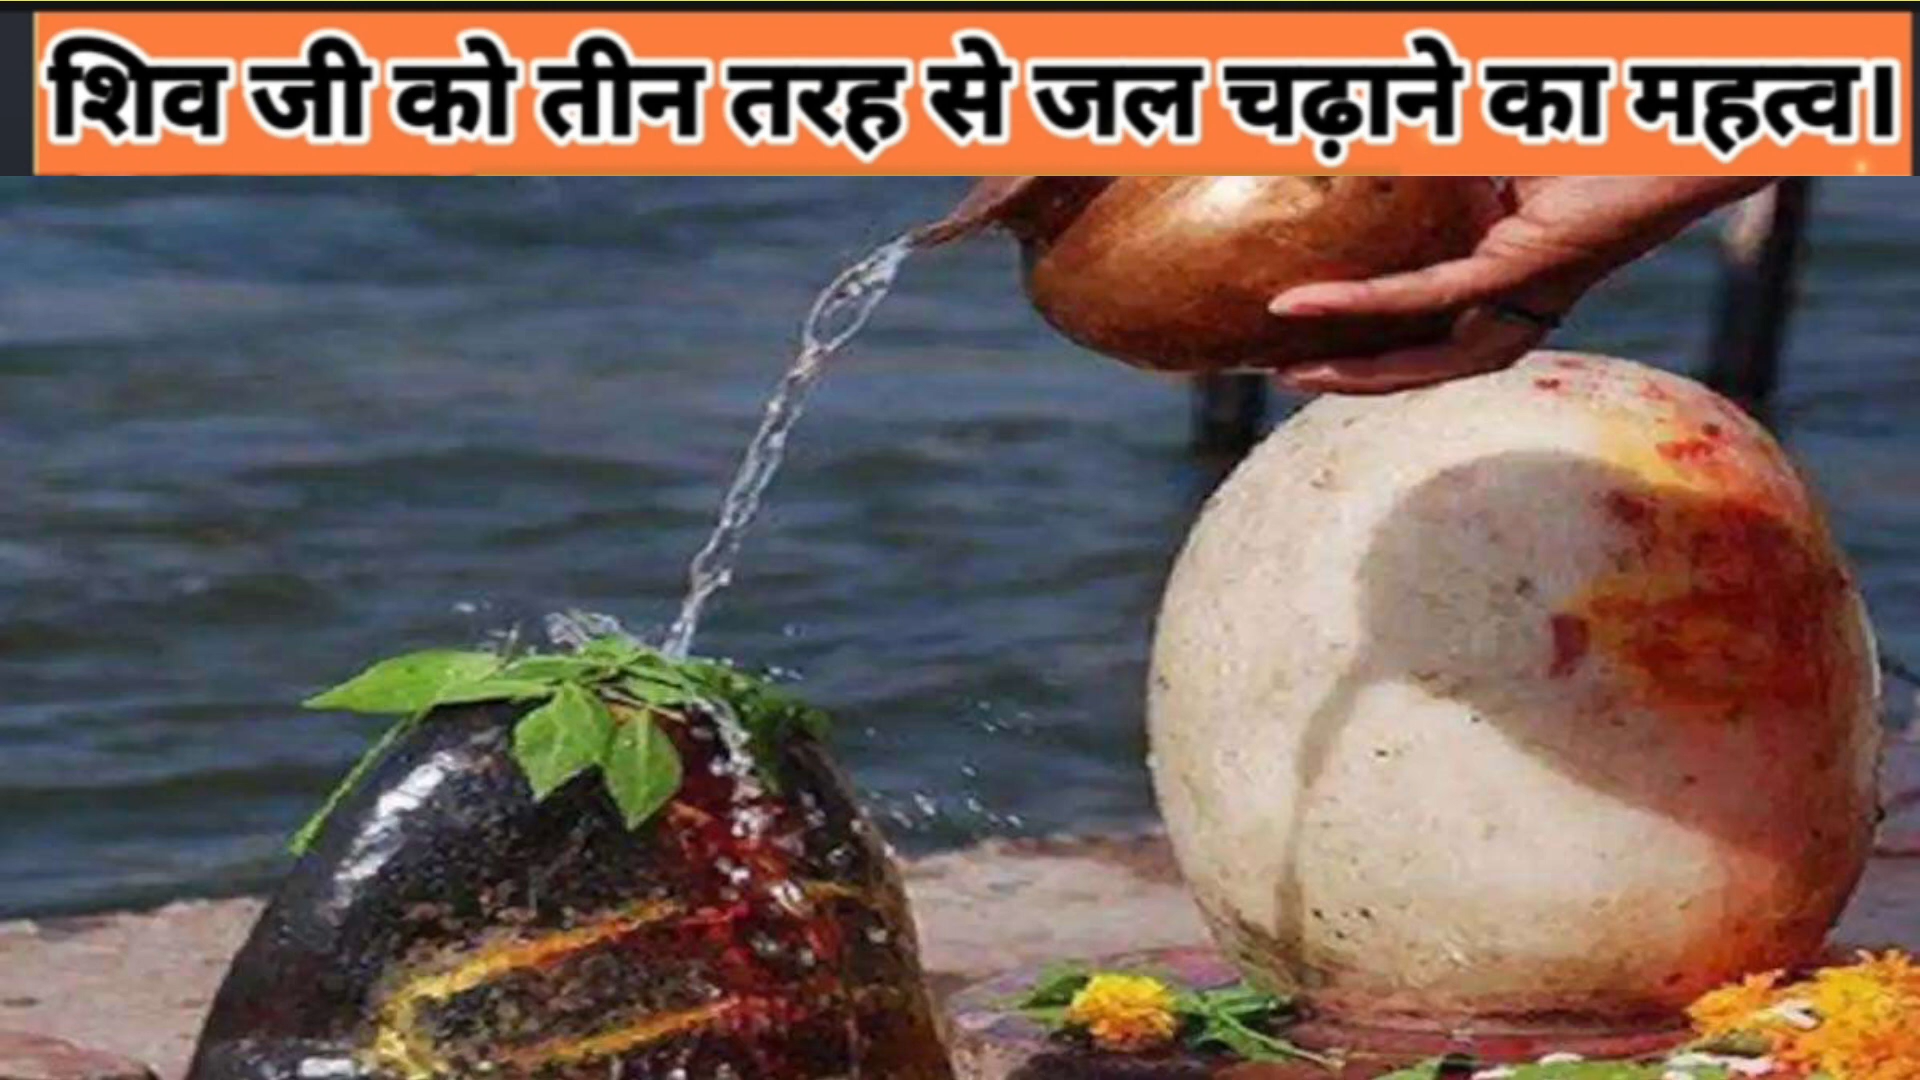 शिव जी को तीन तरह से जल चढ़ाने का महत्व।